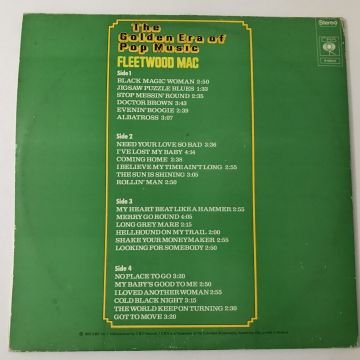 The
Golden Era of
Pop Music
FLEETWOOD MAC
Stereo
CBS
Side 1
BLACK MAGIC WOMAN 2:50
JIGSAW PUZZLE BLUES 1:33
STOP MESSIN' ROUND 2:35
DOCTOR BROWN 3:43
EVENIN' BOOGIE 2:39
ALBATROSS 3:07
Side 2
NEED YOUR LOVE SO BAD 3:36
I'VE LOST MY BABY 4:14
COMING HOME 2:38
I BELIEVE MY TIME AIN'T LONG 2:55
THE SUN IS SHINING 3:05
ROLLIN' MAN 2:50
Side 3
MY HEART BEAT LIKE A HAMMER 2:55
MERRY GO ROUND 4:05
LONG GREY MARE 2:15
HELLHOUND ON MY TRAIL 2:00
SHAKE YOUR MONEYMAKER 2:55
LOOKING FOR SOMEBODY 2:50
Side 4
NO PLACE TO GO 3:20
MY BABY'S GOOD TO ME 2:50
I LOVED ANOTHER WOMAN 2:55
COLD BLACK NIGHT 3:15
THE WORLD KEEP ON TURNING 2:30
GOT TO MOVE 3:20